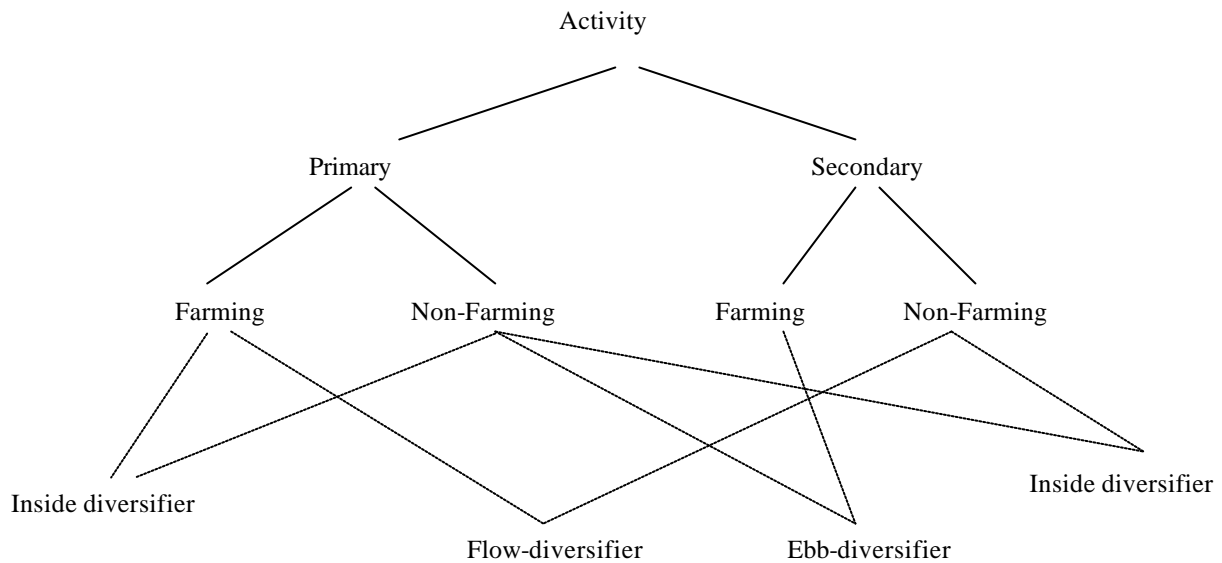 Activity
Primary
Secondary
Farming
Non-Farming
Farming
Non-Farming
Inside diversifier
Flow-diversifier
Ebb-diversifier
Inside diversifier